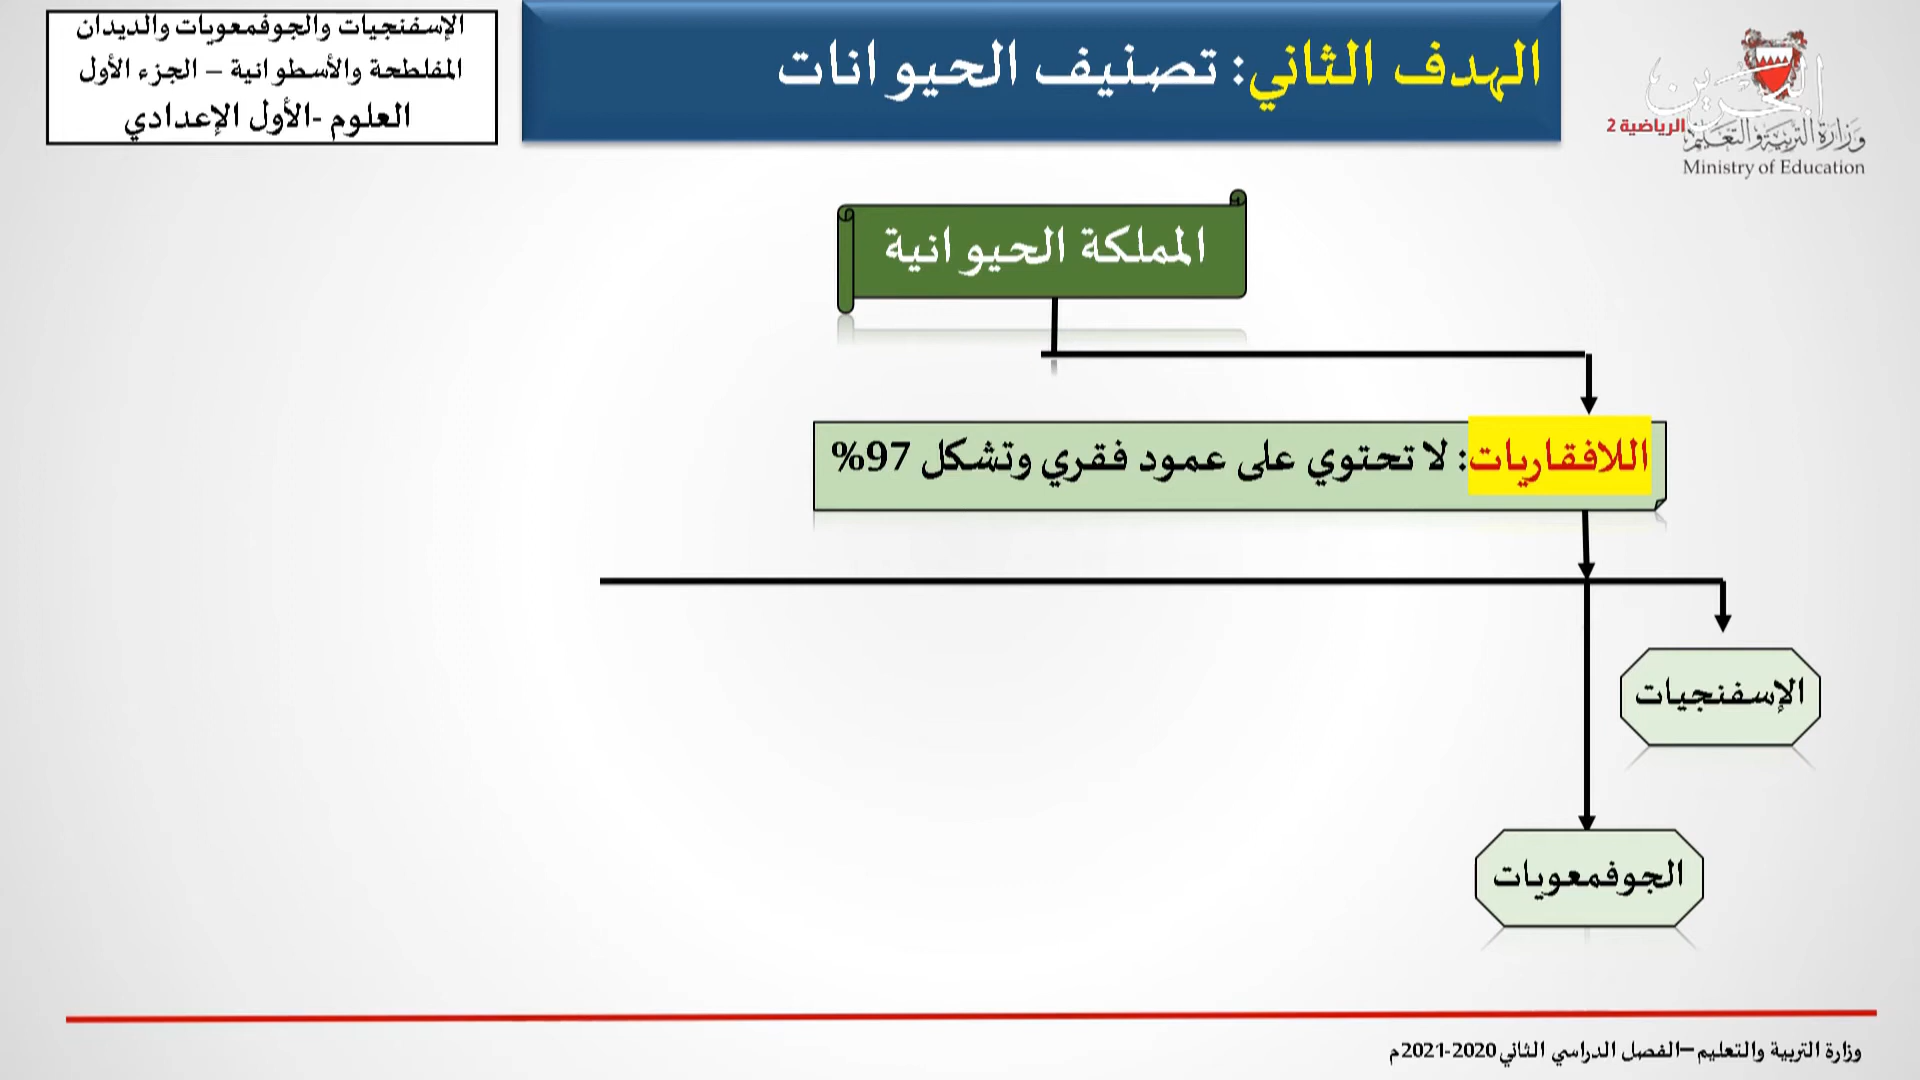 الإسفنجيات والجوفمعويات والديدان
المفلطحة والأسطوانية – الجزء الأول
العلوم -الأول الإعدادي
الهدف الثاني: تصنيف الحيوانات
البحرين
الرياضية 2
وزارة التربية والتعليم
Ministry of Education
المملكة الحيوانية
اللافقاريات: لا تحتوي على عمود فقري وتشكل 97%
الإسفنجيات
الجوفمعويات
وزارة التربية والتعليم –الفصل الدراسي الثاني 2020-2021م